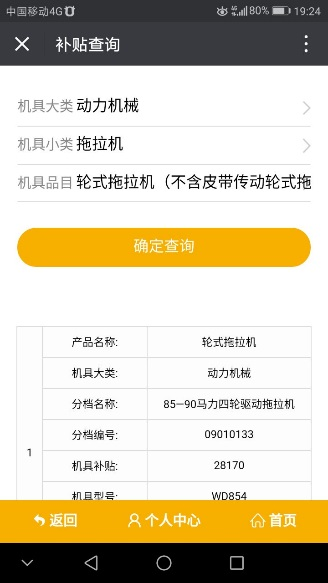 中国移动4G 80% 19:24
补贴查询
机具大类 动力机械
机具小类 拖拉机
机具品目 轮式拖拉机（不含皮带传动轮式拖
确定查询
产品名称: 轮式拖拉机
机具大类: 动力机械
分档名称: 85—90马力四轮驱动拖拉机
分档编号: 09010133
1
机具补贴: 28170
机具型号: WD854
返回 个人中心 首页